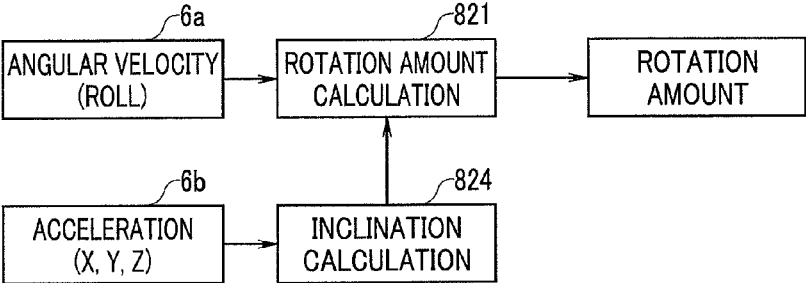 6a
821
ANGULAR VELOCITY
(ROLL)
ROTATION AMOUNT
CALCULATION
ROTATION
AMOUNT
6b
824
ACCELERATION
(X, Y, Z)
INCLINATION
CALCULATION